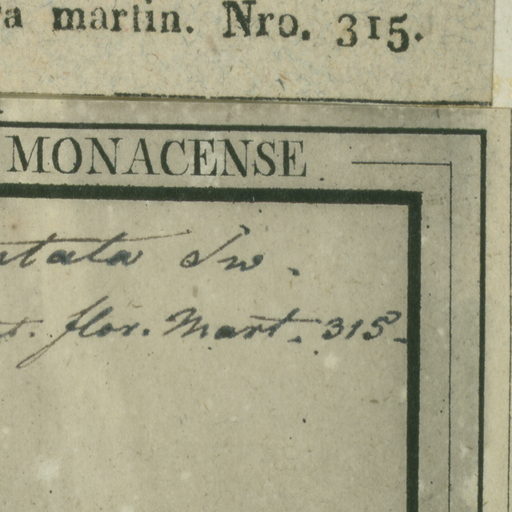 a martin. Nro. 315.
MONACENSE
tata Sw.
t. flor. Mart. 315.